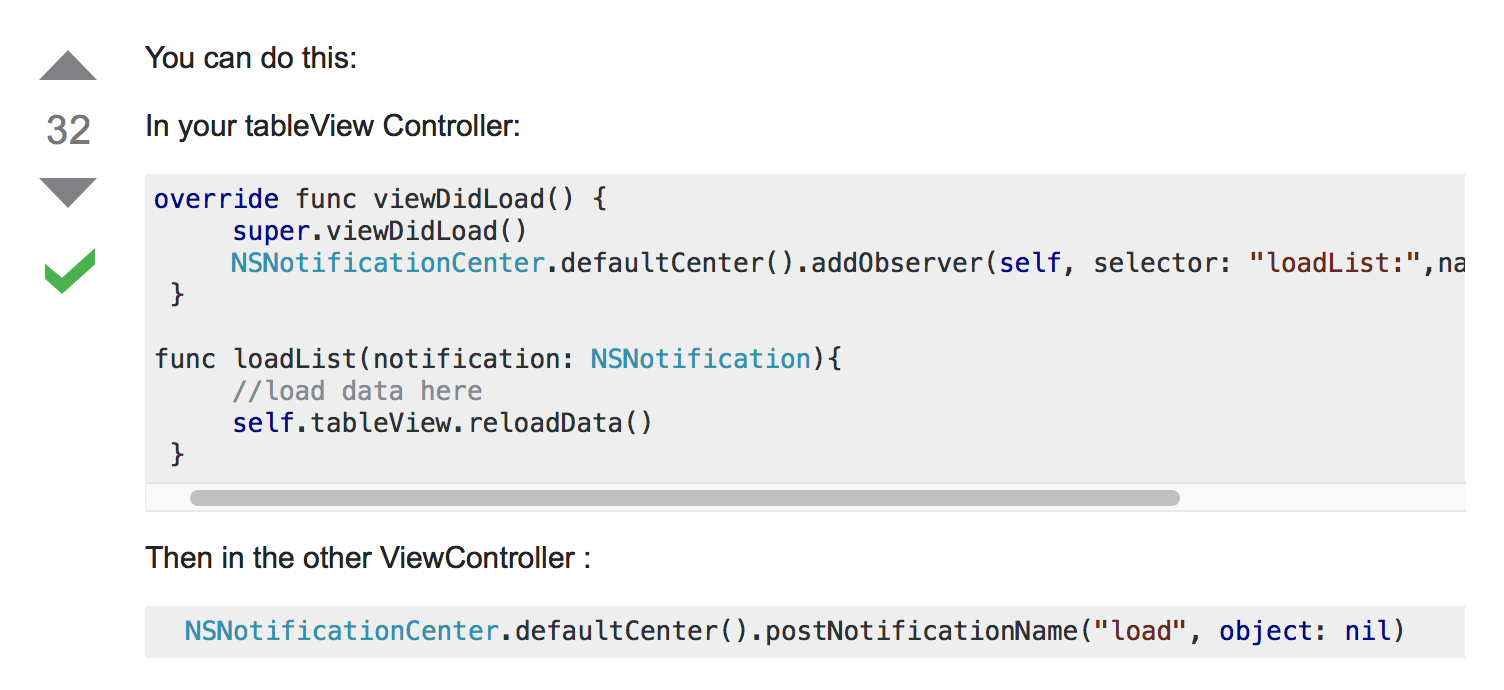 You can do this:
32
In your tableView Controller:
override func viewDidLoad() {
super.viewDidLoad()
NSNotificationCenter.defaultCenter().addObserver(self, selector: "loadList:",na
}
func loadList(notification: NSNotification){
//load data here
self.tableView.reloadData()
}
Then in the other ViewController :
NSNotificationCenter.defaultCenter().postNotificationName("load", object: nil)